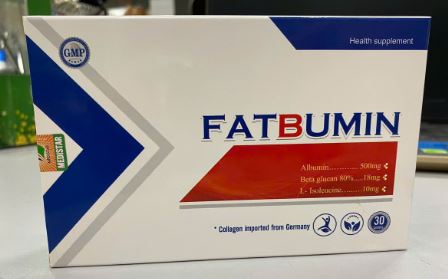 Health supplement
GMP
FATBUMIN
MEDISTAR
Albumin.............. 500mg
Beta glucan 80%....18mg
L- Isoleucine........10mg
* Collagen imported from Germany
30